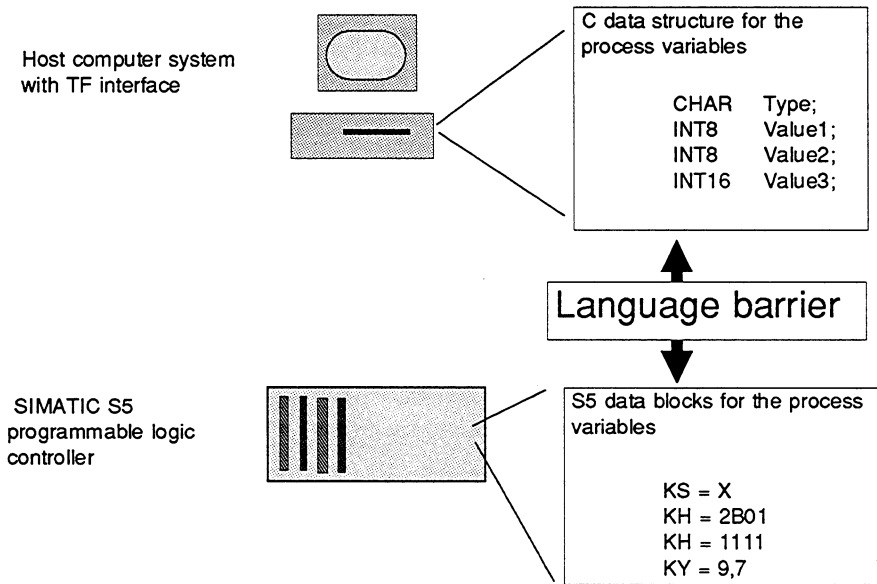 Host computer system
with TF interface
C data structure for the
process variables
CHAR Type;
INT8 Value1;
INT8 Value2;
INT16 Value3;
Language barrier
SIMATIC S5
programmable logic
controller
S5 data blocks for the process
variables
KS = X
KH = 2B01
KH = 1111
KY = 9,7